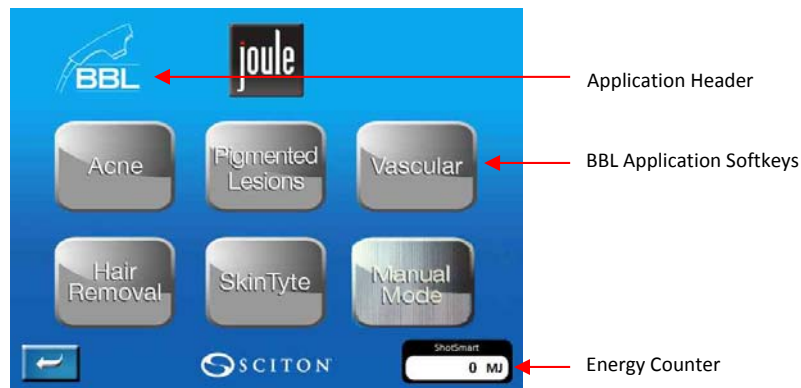 BBL
joule
Application Header
Acne
Pigmented
Lesions
Vascular
BBL Application Softkeys
Hair
Removal
SkinTyte
Manual
Mode
SCITON
ShotSmart
0 MJ
Energy Counter